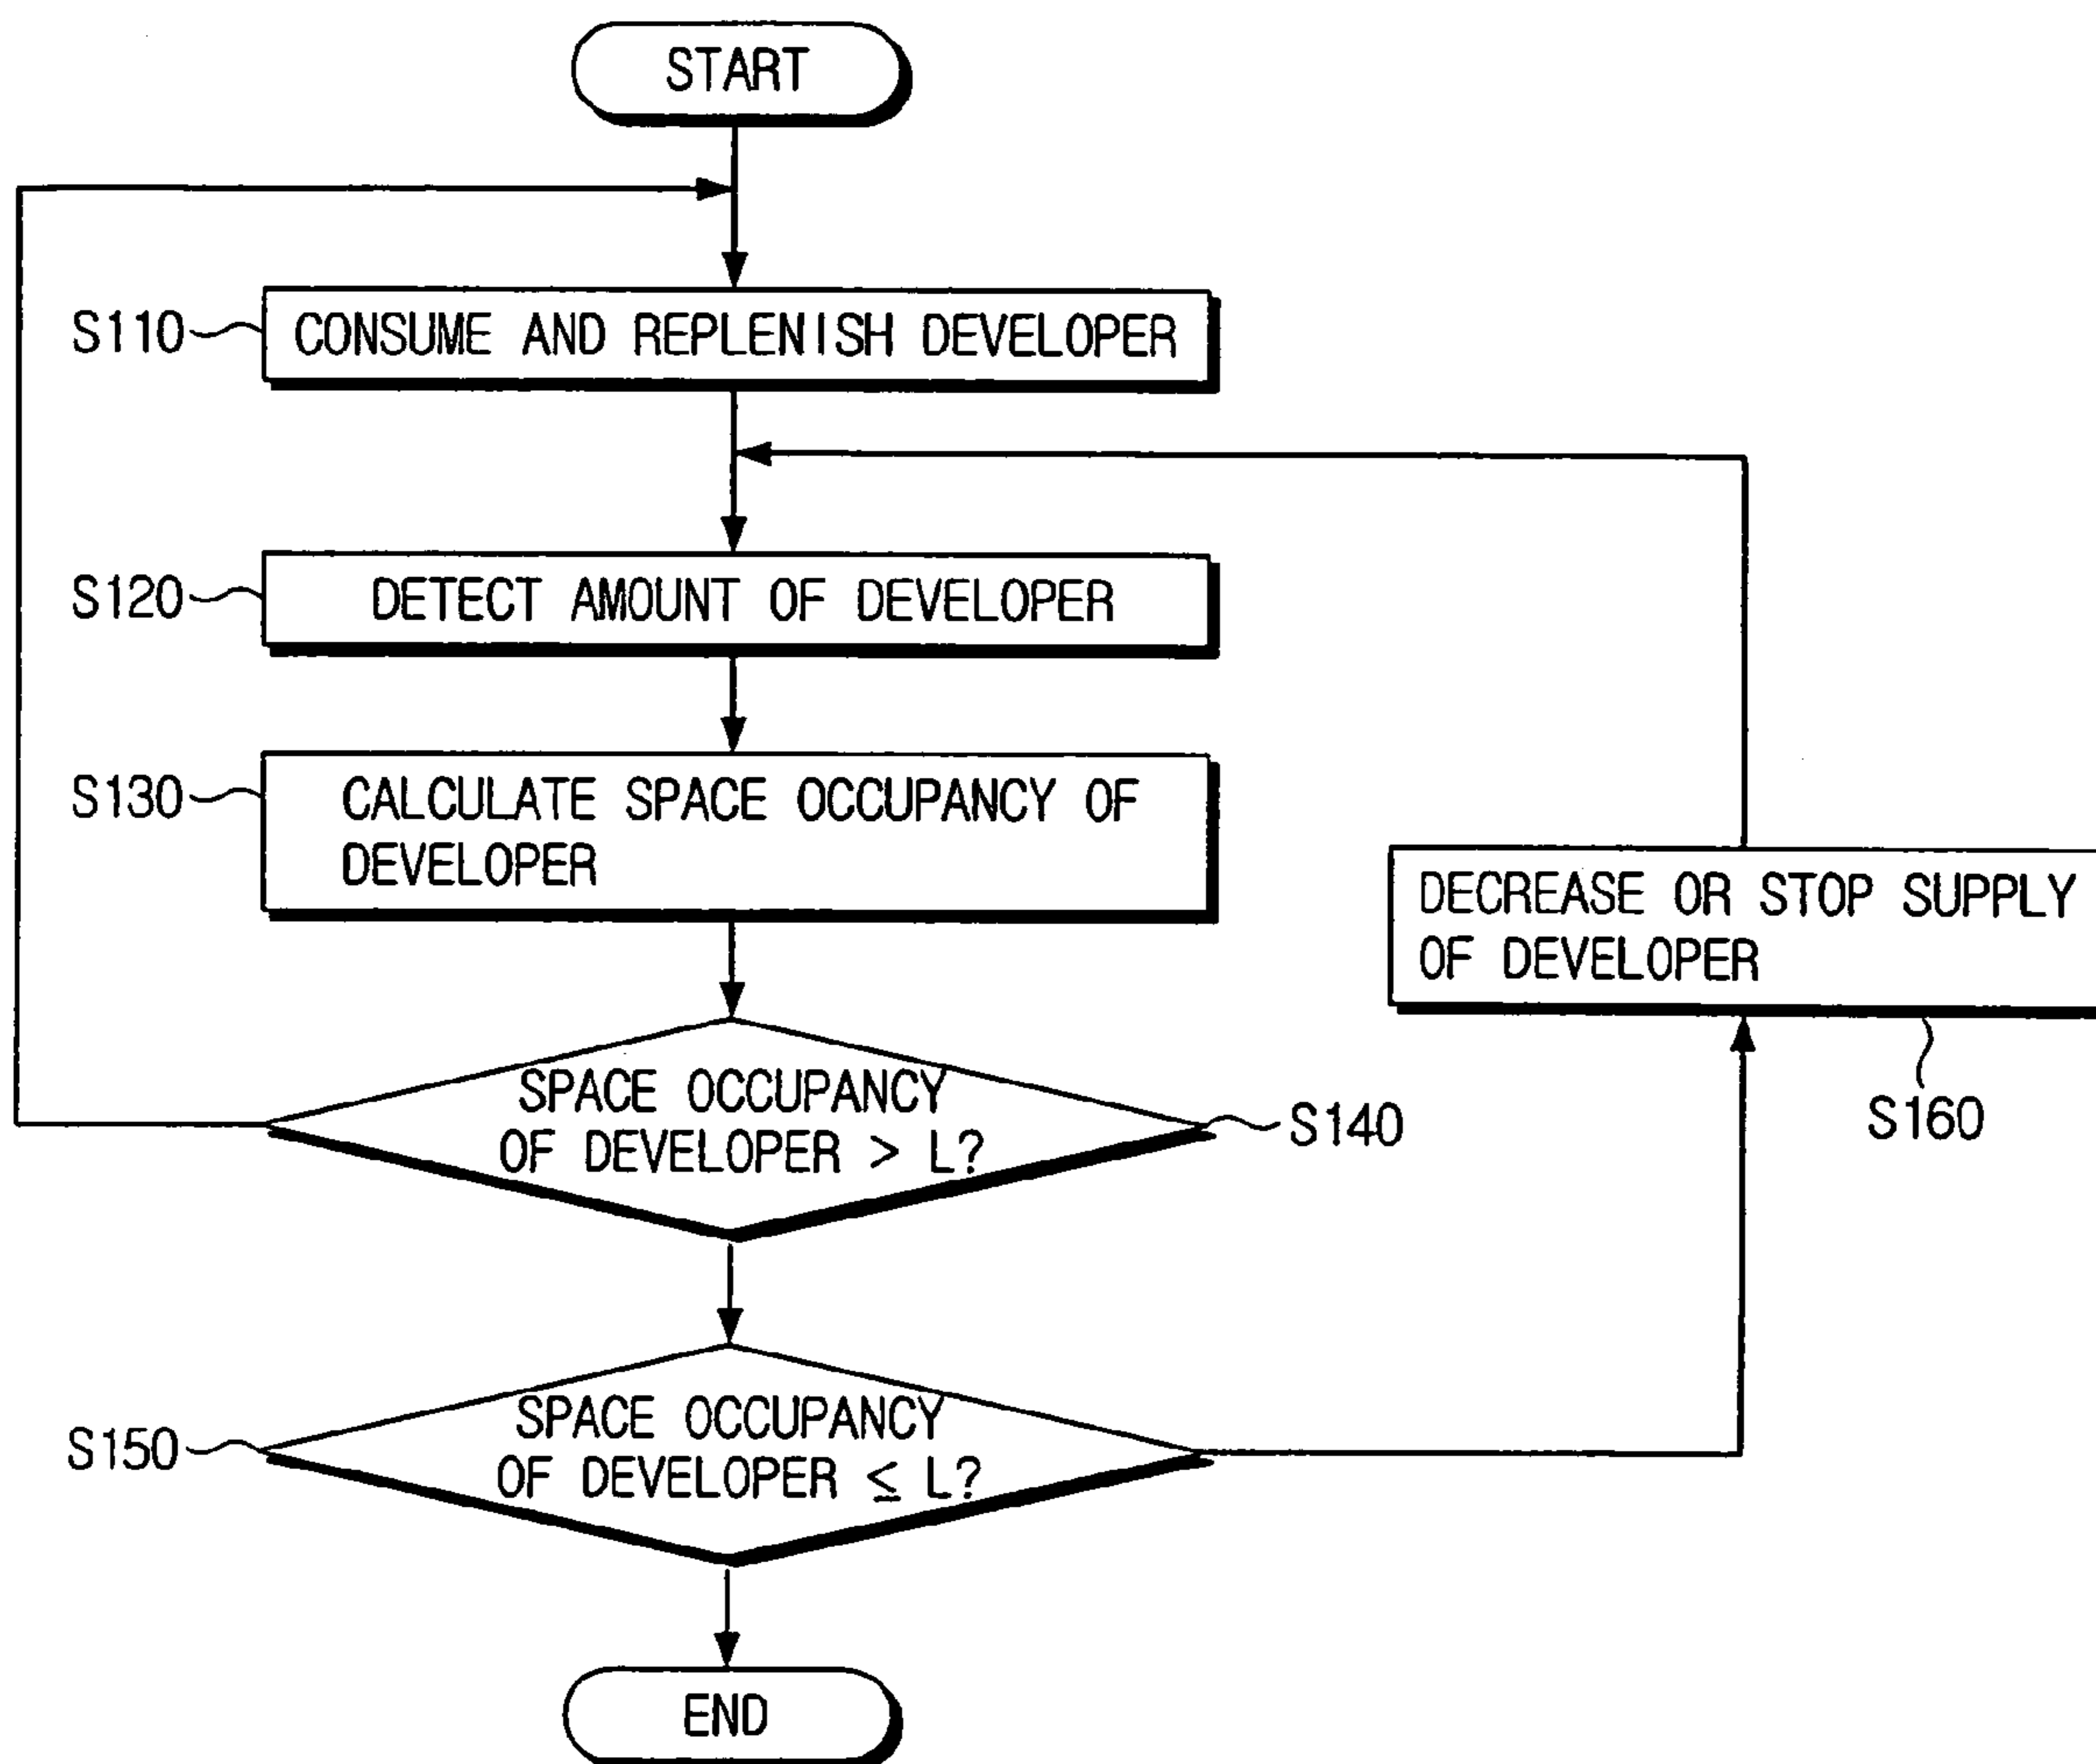 START
S110
CONSUME AND REPLENISH DEVELOPER
S120
DETECT AMOUNT OF DEVELOPER
S130
CALCULATE SPACE OCCUPANCY OF
DEVELOPER
DECREASE OR STOP SUPPLY
OF DEVELOPER
S160
SPACE OCCUPANCY
OF DEVELOPER > L?
S140
S150
SPACE OCCUPANCY
OF DEVELOPER ≤ L?
END